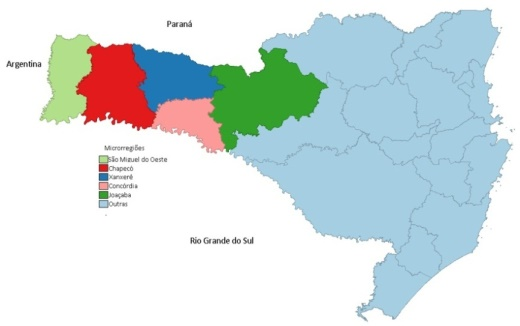 Paraná
Argentina
Microrregiões
São Miguel do Oeste
Chapecó
Xanxerê
Concórdia
Joaçaba
Outras
Rio Grande do Sul